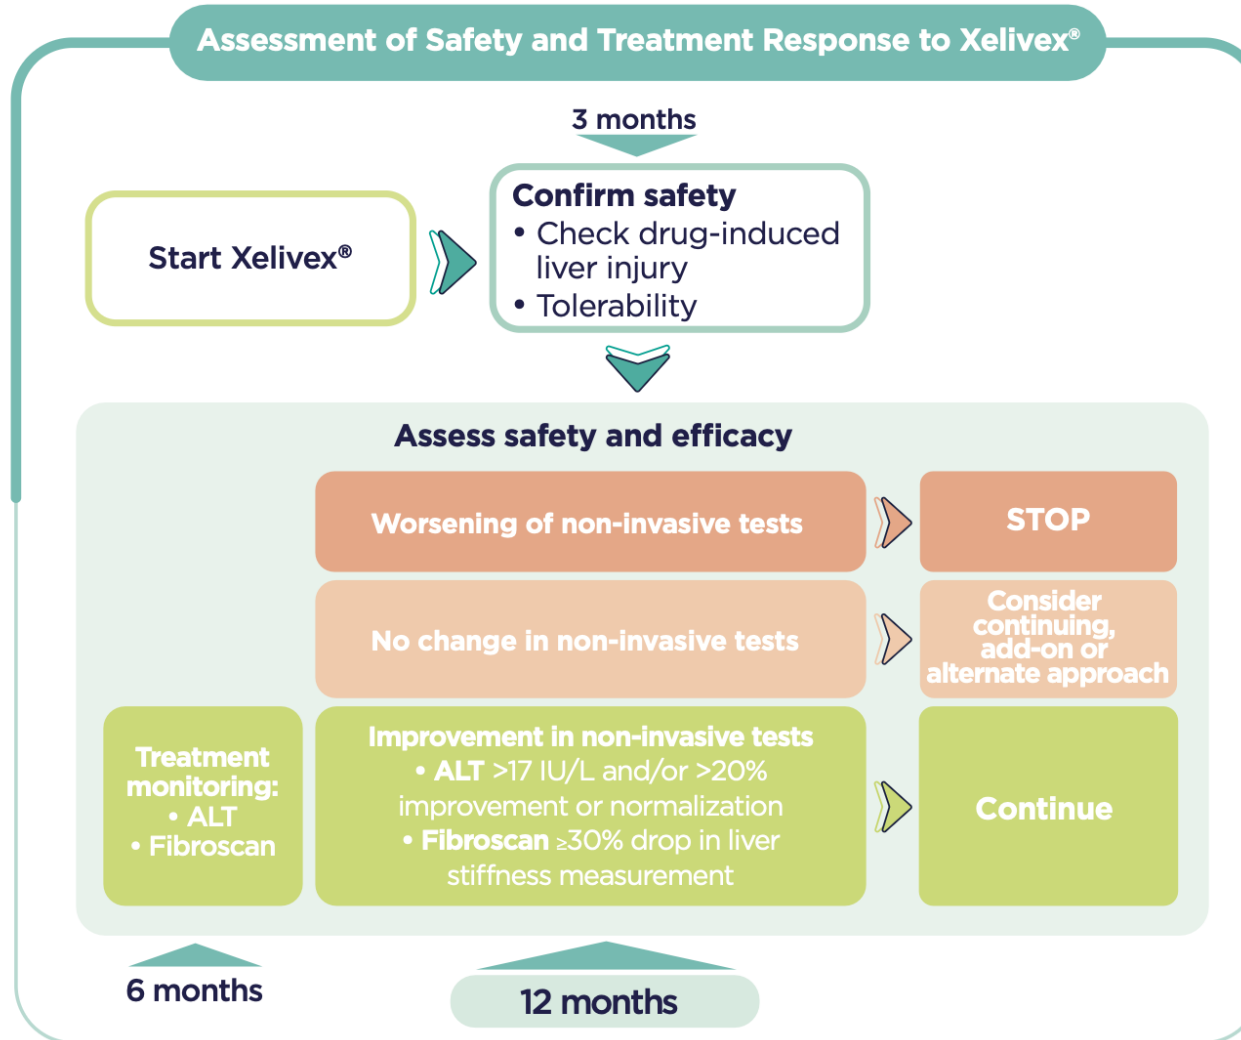 Assessment of Safety and Treatment Response to Xelivex®
3 months
Start Xelivex®
Confirm safety
• Check drug-induced
liver injury
• Tolerability
Assess safety and efficacy
Worsening of non-invasive tests
STOP
No change in non-invasive tests
Consider
continuing,
add-on or
alternate approach
Treatment
monitoring:
• ALT
• Fibroscan
Improvement in non-invasive tests
• ALT >17 IU/L and/or >20%
improvement or normalization
• Fibroscan ≥30% drop in liver
stiffness measurement
Continue
6 months
12 months